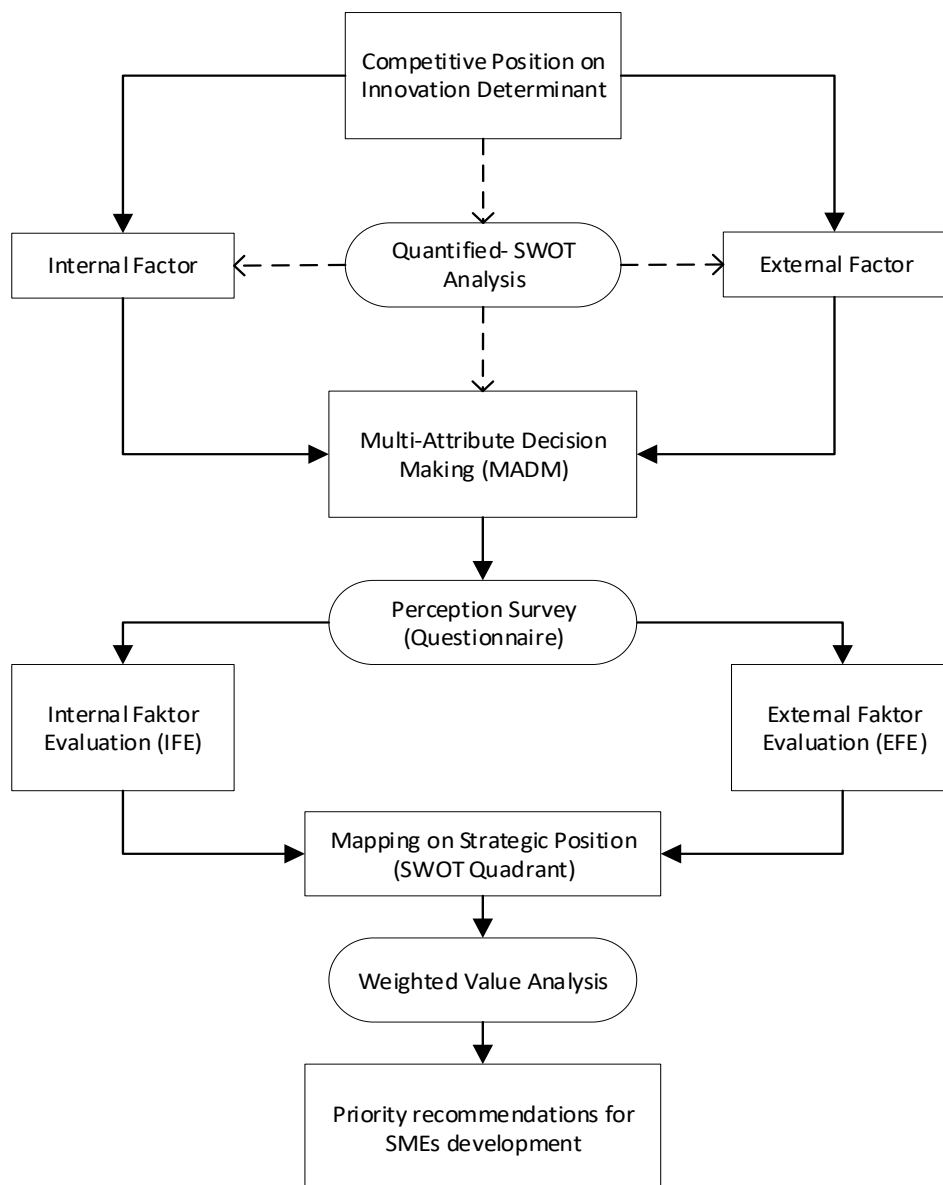 Competitive Position on
Innovation Determinant
Internal Factor
Quantified- SWOT
Analysis
External Factor
Multi-Attribute Decision
Making (MADM)
Perception Survey
(Questionnaire)
Internal Faktor
Evaluation (IFE)
External Faktor
Evaluation (EFE)
Mapping on Strategic Position
(SWOT Quadrant)
Weighted Value Analysis
Priority recommendations for
SMEs development